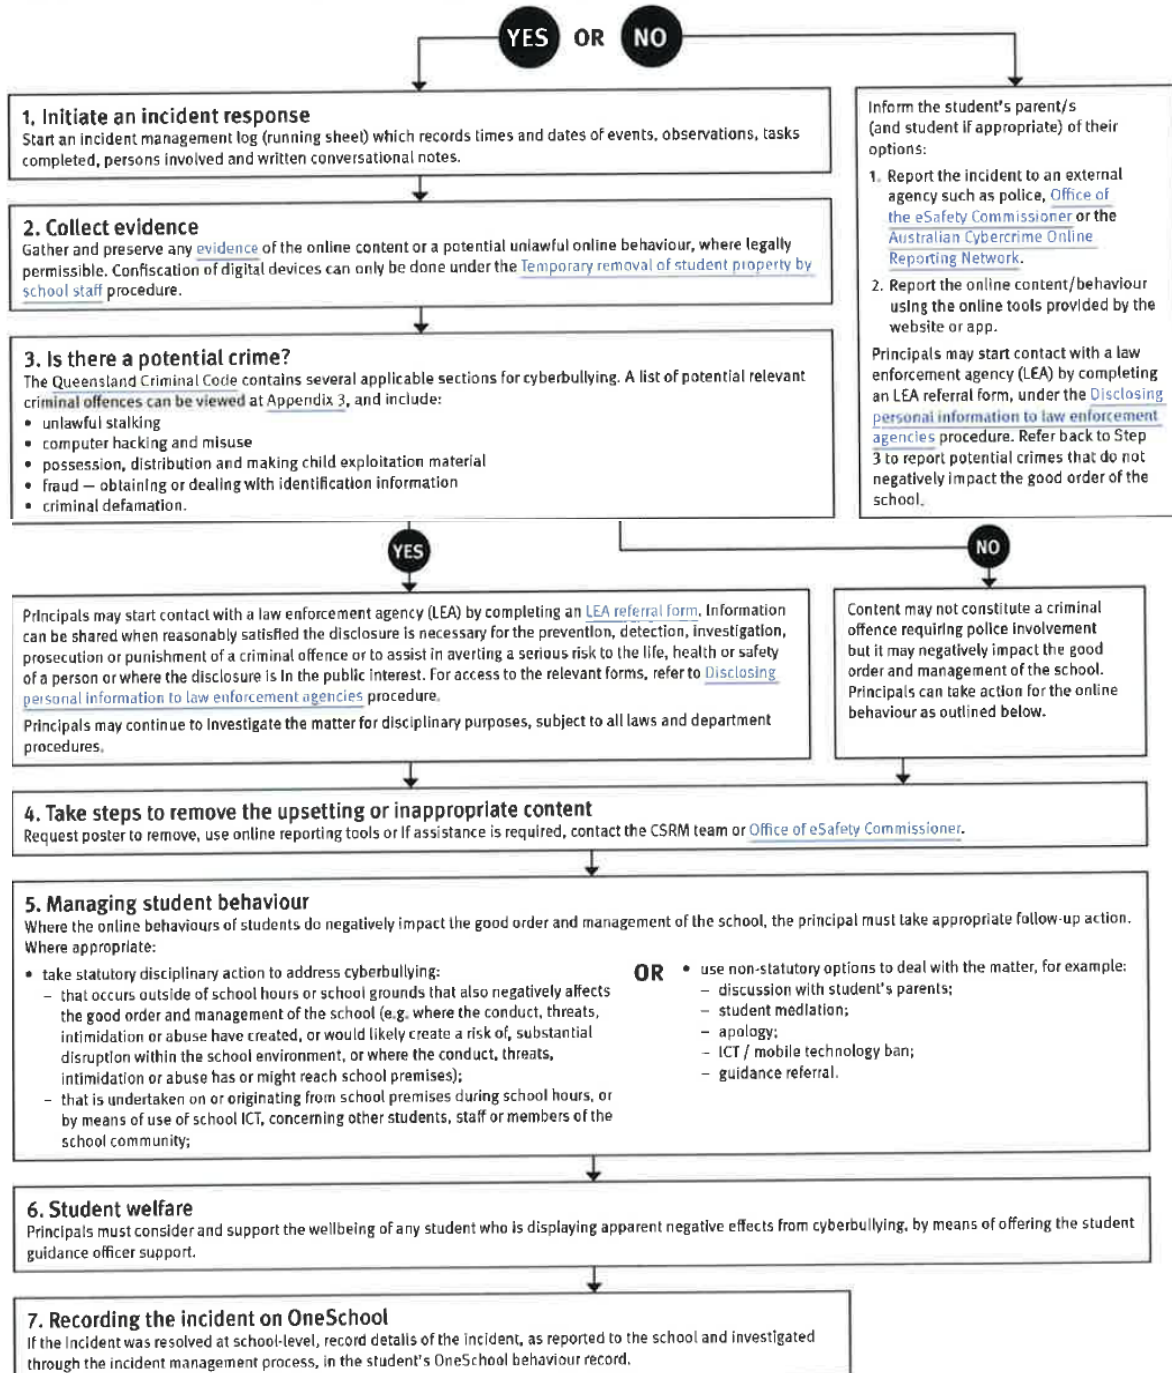 YES OR NO
1. Initiate an incident response
Start an incident management log (running sheet) which records times and dates of events, observations, tasks
completed, persons involved and written conversational notes.
2. Collect evidence
Gather and preserve any evidence of the online content or a potential unlawful online behaviour, where legally
permissible. Confiscation of digital devices can only be done under the Temporary removal of student property by
school staff procedure.
3. Is there a potential crime?
The Queensland Criminal Code contains several applicable sections for cyberbullying. A list of potential relevant
criminal offences can be viewed at Appendix 3, and include:
• unlawful stalking
• computer hacking and misuse
• possession, distribution and making child exploitation material
• fraud – obtaining or dealing with identification information
• criminal defamation.
Inform the student's parent/s
(and student if appropriate) of their
options:
1. Report the incident to an external
agency such as police, Office of
the eSafety Commissioner or the
Australian Cybercrime Online
Reporting Network.
2. Report the online content/behaviour
using the online tools provided by the
website or app.
Principals may start contact with a law
enforcement agency (LEA) by completing
an LEA referral form, under the Disclosing
personal information to law enforcement
agencies procedure. Refer back to Step
3 to report potential crimes that do not
negatively impact the good order of the
school.
YES
NO
Principals may start contact with a law enforcement agency (LEA) by completing an LEA referral form. Information
can be shared when reasonably satisfied the disclosure is necessary for the prevention, detection, investigation,
prosecution or punishment of a criminal offence or to assist in averting a serious risk to the life, health or safety
of a person or where the disclosure is in the public interest. For access to the relevant forms, refer to Disclosing
personal information to law enforcement agencies procedure.
Principals may continue to investigate the matter for disciplinary purposes, subject to all laws and department
procedures.
Content may not constitute a criminal
offence requiring police involvement
but it may negatively impact the good
order and management of the school.
Principals can take action for the online
behaviour as outlined below.
4. Take steps to remove the upsetting or inappropriate content
Request poster to remove, use online reporting tools or if assistance is required, contact the CSRM team or Office of eSafety Commissioner.
5. Managing student behaviour
Where the online behaviours of students do negatively impact the good order and management of the school, the principal must take appropriate follow-up action.
Where appropriate:
• take statutory disciplinary action to address cyberbullying:
– that occurs outside of school hours or school grounds that also negatively affects
the good order and management of the school (e.g. where the conduct, threats,
intimidation or abuse have created, or would likely create a risk of, substantial
disruption within the school environment, or where the conduct, threats,
intimidation or abuse has or might reach school premises);
– that is undertaken on or originating from school premises during school hours, or
by means of use of school ICT, concerning other students, staff or members of the
school community;
OR
• use non-statutory options to deal with the matter, for example:
– discussion with student's parents;
– student mediation;
– apology;
– ICT / mobile technology ban;
– guidance referral.
6. Student welfare
Principals must consider and support the wellbeing of any student who is displaying apparent negative effects from cyberbullying, by means of offering the student
guidance officer support.
7. Recording the incident on OneSchool
If the incident was resolved at school-level, record details of the incident, as reported to the school and investigated
through the incident management process, in the student's OneSchool behaviour record.